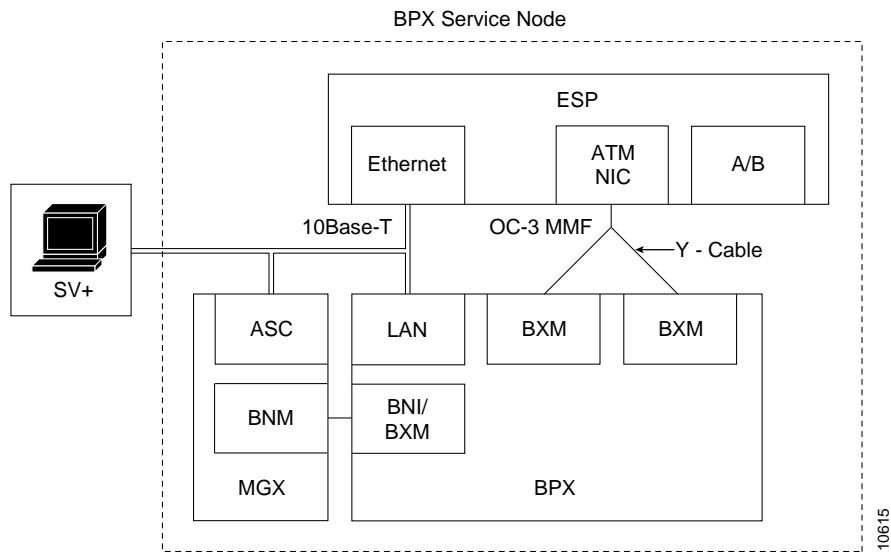 BPX Service Node
ESP
Ethernet
ATM
NIC
A/B
10Base-T
OC-3 MMF
Y - Cable
SV+
ASC
LAN
BXM
BXM
BNM
BNI/
BXM
MGX
BPX
10615